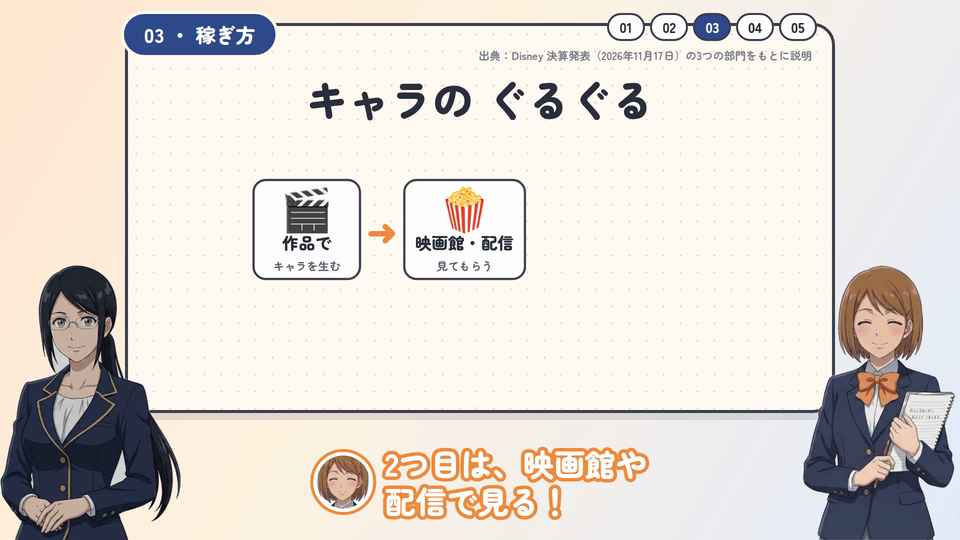 03 ・ 稼ぎ方
01 02 03 04 05
出典：Disney 決算発表（2026年11月17日）の3つの部門をもとに説明
キャラの ぐるぐる
作品で
キャラを生む
映画館・配信
見てもらう
2つ目は、映画館や
配信で見る！